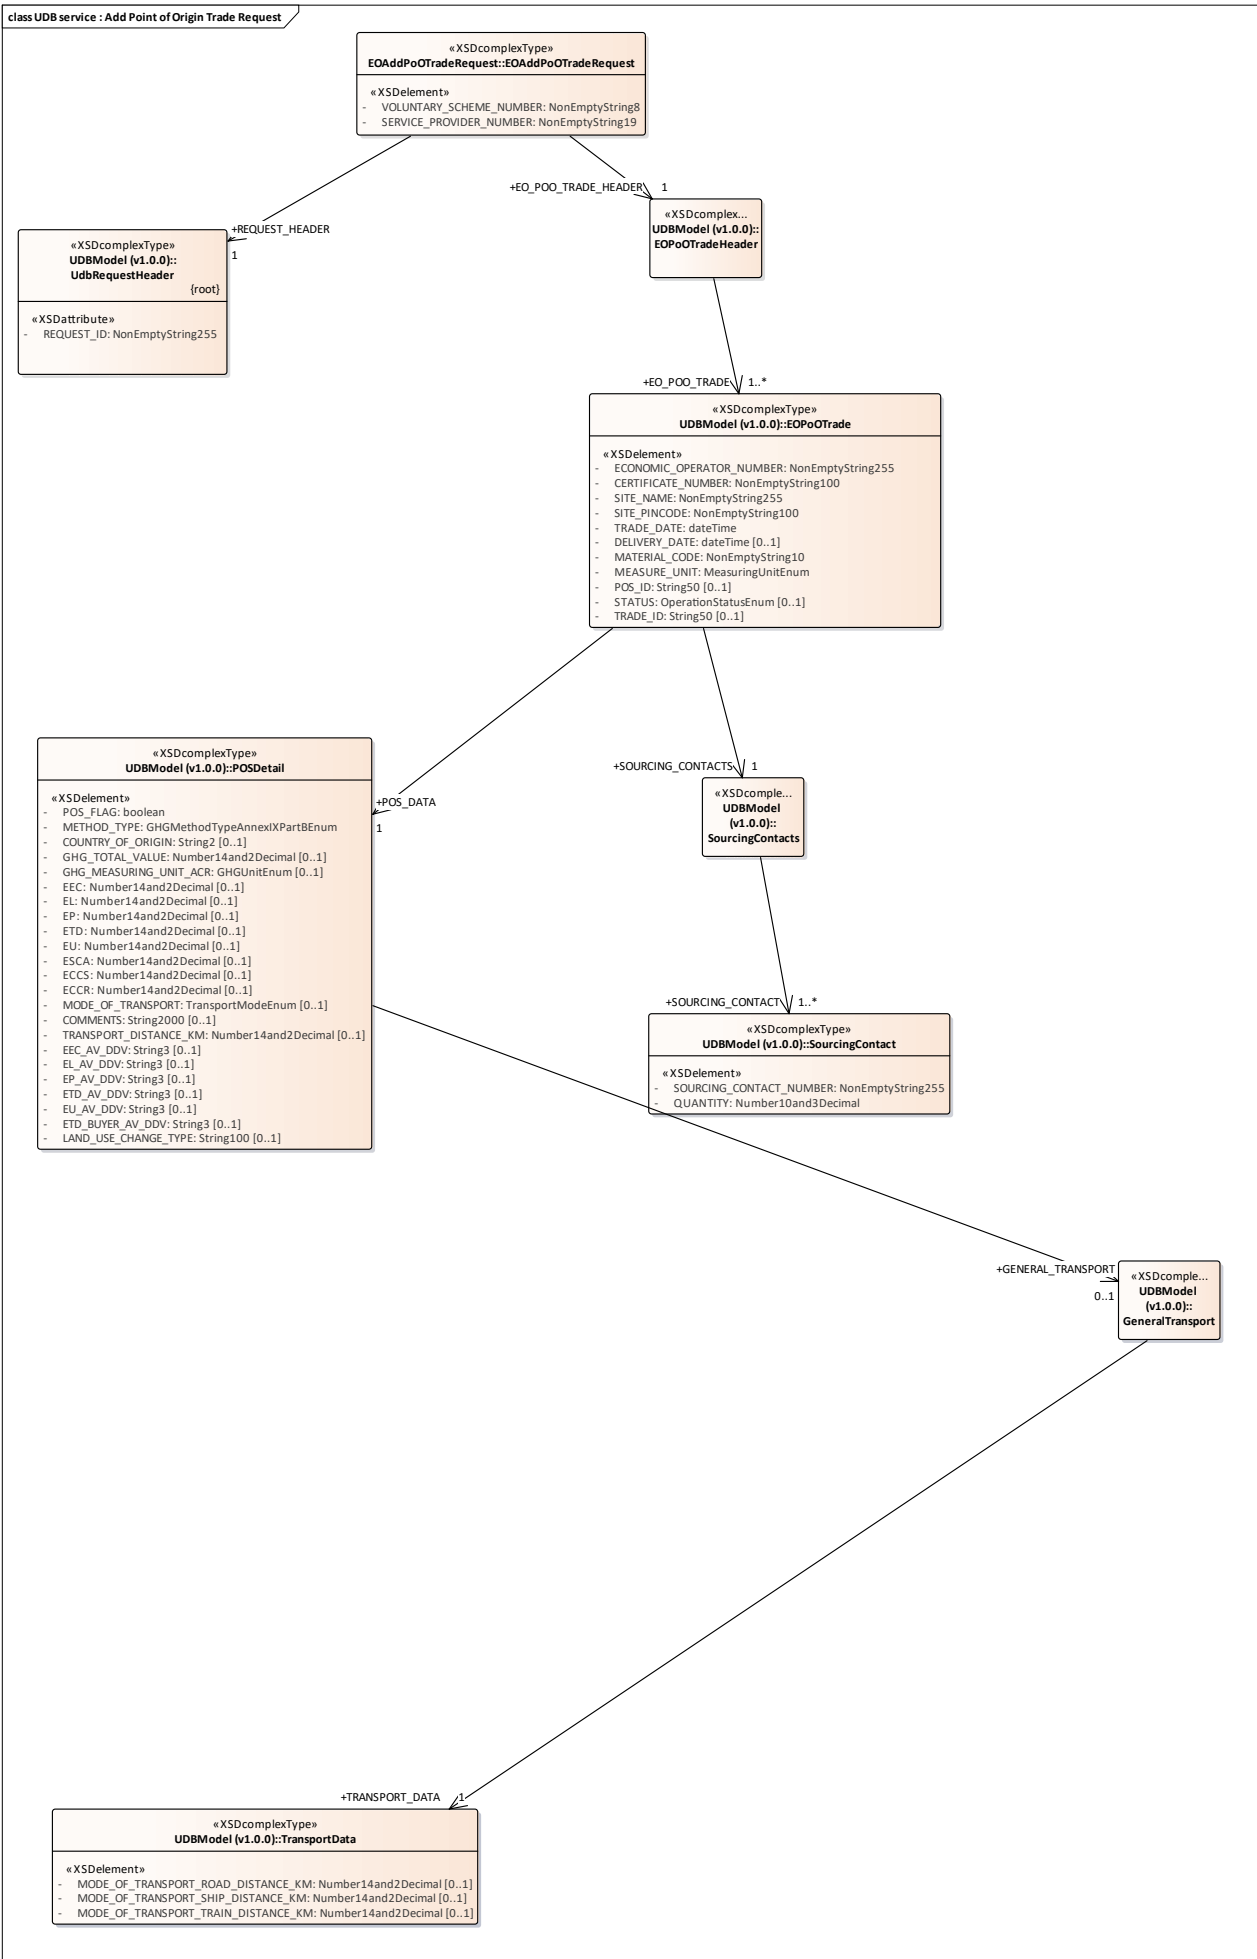 class UDB service : Add Point of Origin Trade Request
«XSDcomplexType»
EOAddPoOTradeRequest::EOAddPoOTradeRequest
«XSDelement»
- VOLUNTARY_SCHEME_NUMBER: NonEmptyString8
- SERVICE_PROVIDER_NUMBER: NonEmptyString19
+EO_POO_TRADE_HEADER 1
+REQUEST_HEADER
1
«XSDcomplexType»
UDBModel (v1.0.0)::
UdbRequestHeader
{root}
«XSDattribute»
- REQUEST_ID: NonEmptyString255
«XSDcomplex...
UDBModel (v1.0.0)::
EOPoOTradeHeader
+EO_POO_TRADE 1..*
«XSDcomplexType»
UDBModel (v1.0.0)::EOPoOTrade
«XSDelement»
- ECONOMIC_OPERATOR_NUMBER: NonEmptyString255
- CERTIFICATE_NUMBER: NonEmptyString100
- SITE_NAME: NonEmptyString255
- SITE_PINCODE: NonEmptyString100
- TRADE_DATE: dateTime
- DELIVERY_DATE: dateTime [0..1]
- MATERIAL_CODE: NonEmptyString10
- MEASURE_UNIT: MeasuringUnitEnum
- POS_ID: String50 [0..1]
- STATUS: OperationStatusEnum [0..1]
- TRADE_ID: String50 [0..1]
+POS_DATA
1
«XSDcomplexType»
UDBModel (v1.0.0)::POSDetail
«XSDelement»
- POS_FLAG: boolean
- METHOD_TYPE: GHGMethodTypeAnnexIXPartBEnum
- COUNTRY_OF_ORIGIN: String2 [0..1]
- GHG_TOTAL_VALUE: Number14and2Decimal [0..1]
- GHG_MEASURING_UNIT_ACR: GHGUnitEnum [0..1]
- EEC: Number14and2Decimal [0..1]
- EL: Number14and2Decimal [0..1]
- EP: Number14and2Decimal [0..1]
- ETD: Number14and2Decimal [0..1]
- EU: Number14and2Decimal [0..1]
- ESCA: Number14and2Decimal [0..1]
- ECCS: Number14and2Decimal [0..1]
- ECCR: Number14and2Decimal [0..1]
- MODE_OF_TRANSPORT: TransportModeEnum [0..1]
- COMMENTS: String2000 [0..1]
- TRANSPORT_DISTANCE_KM: Number14and2Decimal [0..1]
- EEC_AV_DDV: String3 [0..1]
- EL_AV_DDV: String3 [0..1]
- EP_AV_DDV: String3 [0..1]
- ETD_AV_DDV: String3 [0..1]
- EU_AV_DDV: String3 [0..1]
- ETD_BUYER_AV_DDV: String3 [0..1]
- LAND_USE_CHANGE_TYPE: String100 [0..1]
+SOURCING_CONTACTS 1
«XSDcomple...
UDBModel
(v1.0.0)::
SourcingContacts
+SOURCING_CONTACT 1..*
«XSDcomplexType»
UDBModel (v1.0.0)::SourcingContact
«XSDelement»
- SOURCING_CONTACT_NUMBER: NonEmptyString255
- QUANTITY: Number10and3Decimal
+GENERAL_TRANSPORT
0..1
«XSDcomple...
UDBModel
(v1.0.0)::
GeneralTransport
+TRANSPORT_DATA 1
«XSDcomplexType»
UDBModel (v1.0.0)::TransportData
«XSDelement»
- MODE_OF_TRANSPORT_ROAD_DISTANCE_KM: Number14and2Decimal [0..1]
- MODE_OF_TRANSPORT_SHIP_DISTANCE_KM: Number14and2Decimal [0..1]
- MODE_OF_TRANSPORT_TRAIN_DISTANCE_KM: Number14and2Decimal [0..1]